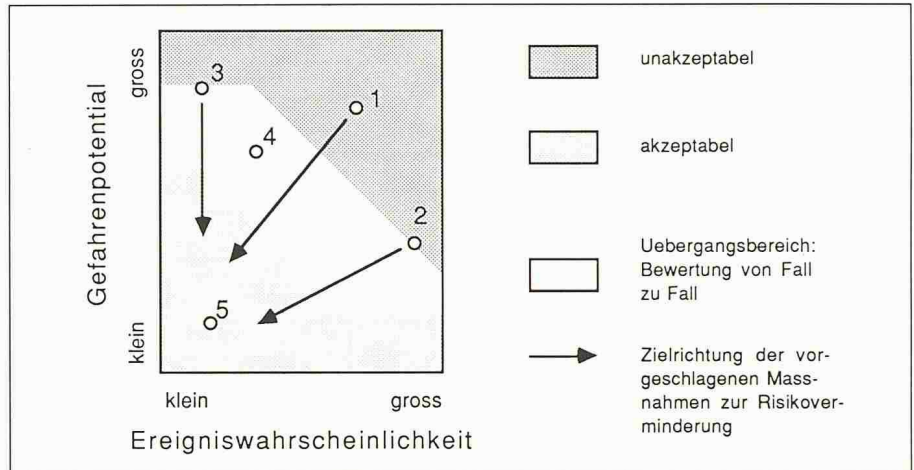 Gefahrenpotential
gross
klein
3
1
4
2
5
klein
gross
Ereigniswahrscheinlichkeit
unakzeptabel
akzeptabel
Uebergangsbereich:
Bewertung von Fall
zu Fall
Zielrichtung der vor-
geschlagenen Mass-
nahmen zur Risikover-
minderung